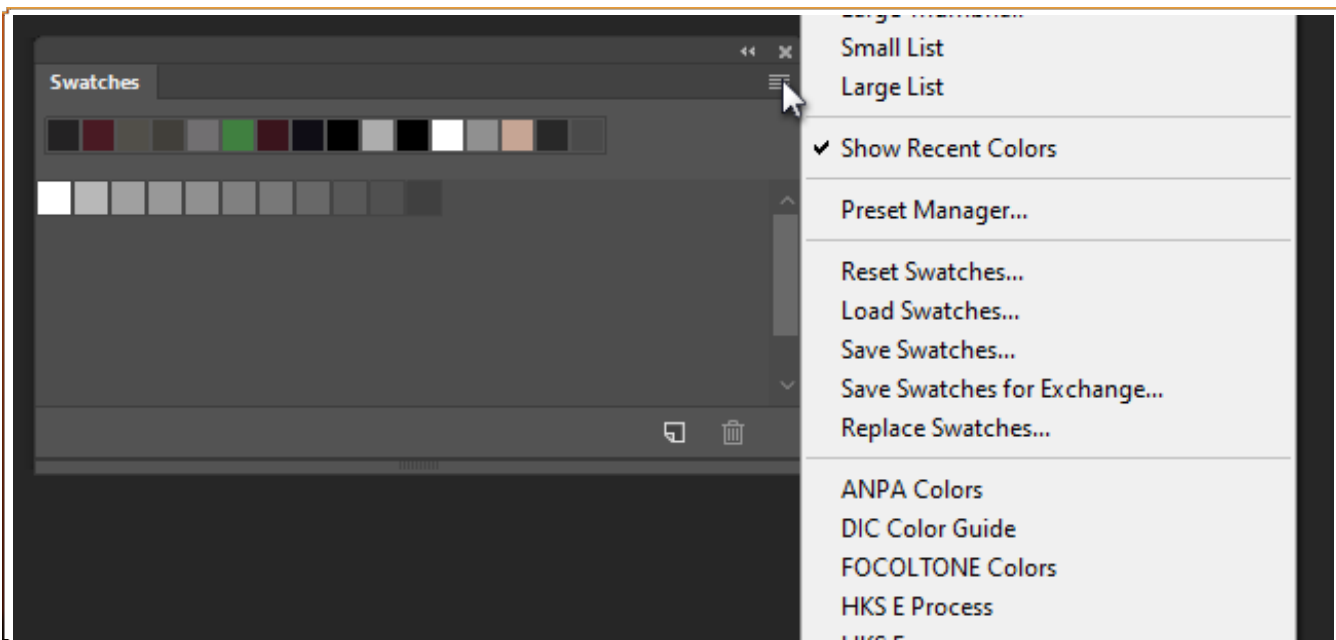 Swatches
Small List
Large List
Show Recent Colors
Preset Manager...
Reset Swatches...
Load Swatches...
Save Swatches...
Save Swatches for Exchange...
Replace Swatches...
ANPA Colors
DIC Color Guide
FOCOLTONE Colors
HKS E Process